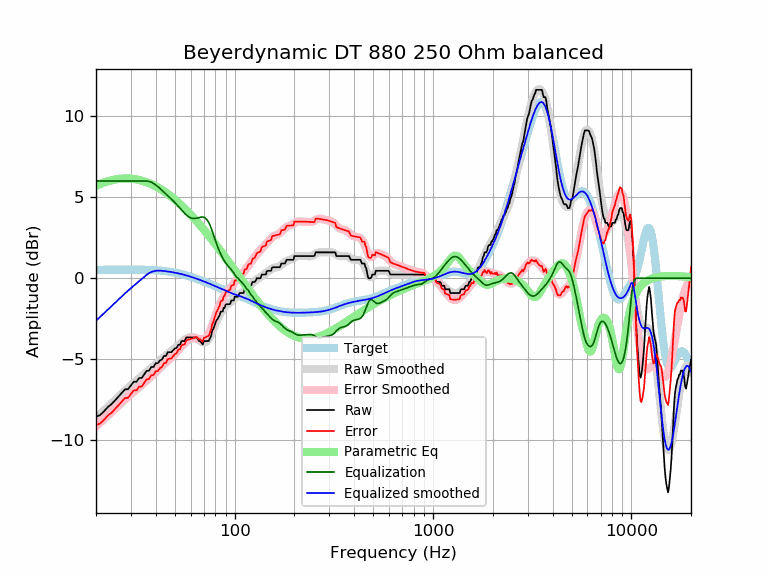 Beyerdynamic DT 880 250 Ohm balanced
Amplitude (dBr)
10
5
0
−5
−10
Target
Raw Smoothed
Error Smoothed
Raw
Error
Parametric Eq
Equalization
Equalized smoothed
100 1000 10000
Frequency (Hz)